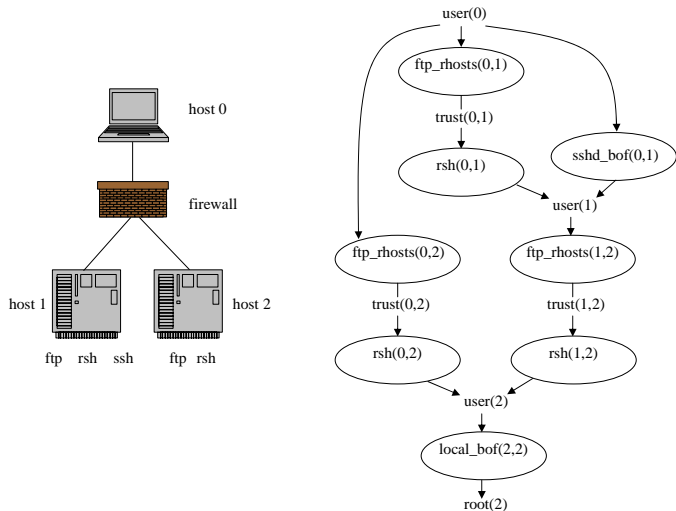 host 0
firewall
host 1
host 2
ftp rsh ssh
ftp rsh
user(0)
ftp_rhosts(0,1)
trust(0,1)
rsh(0,1)
sshd_bof(0,1)
user(1)
ftp_rhosts(0,2)
ftp_rhosts(1,2)
trust(0,2)
trust(1,2)
rsh(0,2)
rsh(1,2)
user(2)
local_bof(2,2)
root(2)